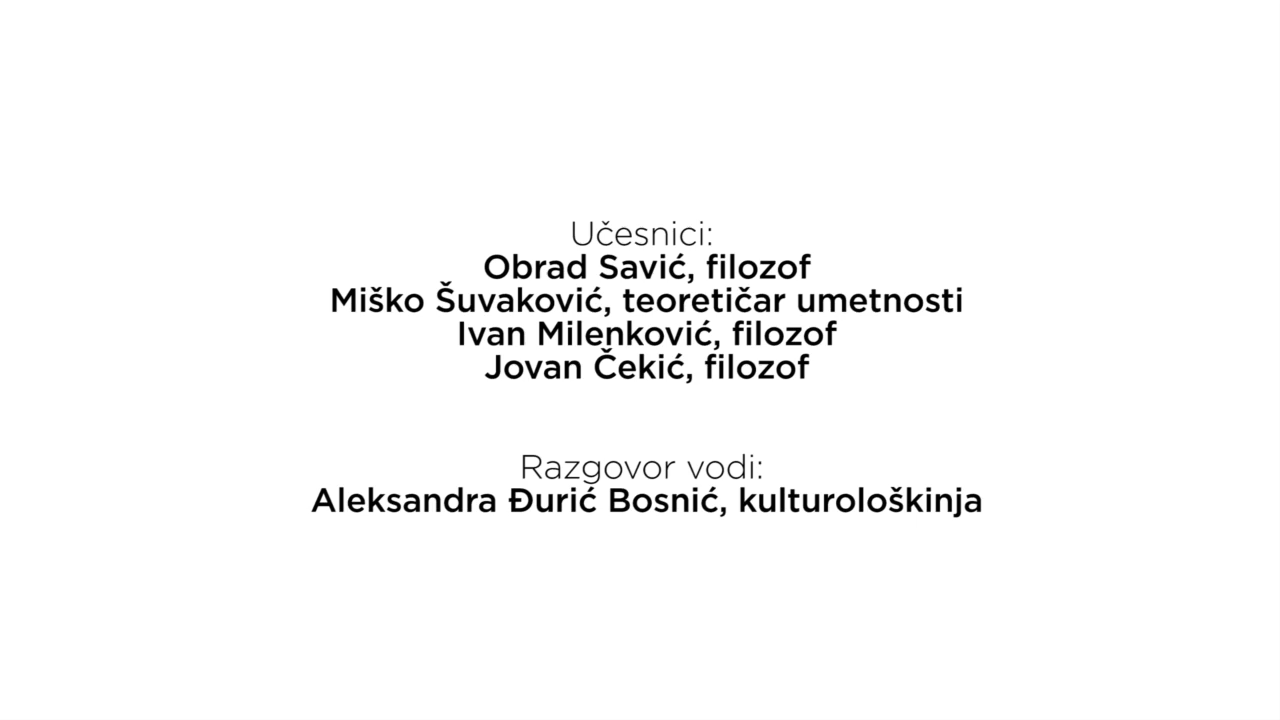 Učesnici:
Obrad Savić, filozof
Miško Šuvaković, teoretičar umetnosti
Ivan Milenković, filozof
Jovan Čekić, filozof
Razgovor vodi:
Aleksandra Đurić Bosnić, kulturološkinja